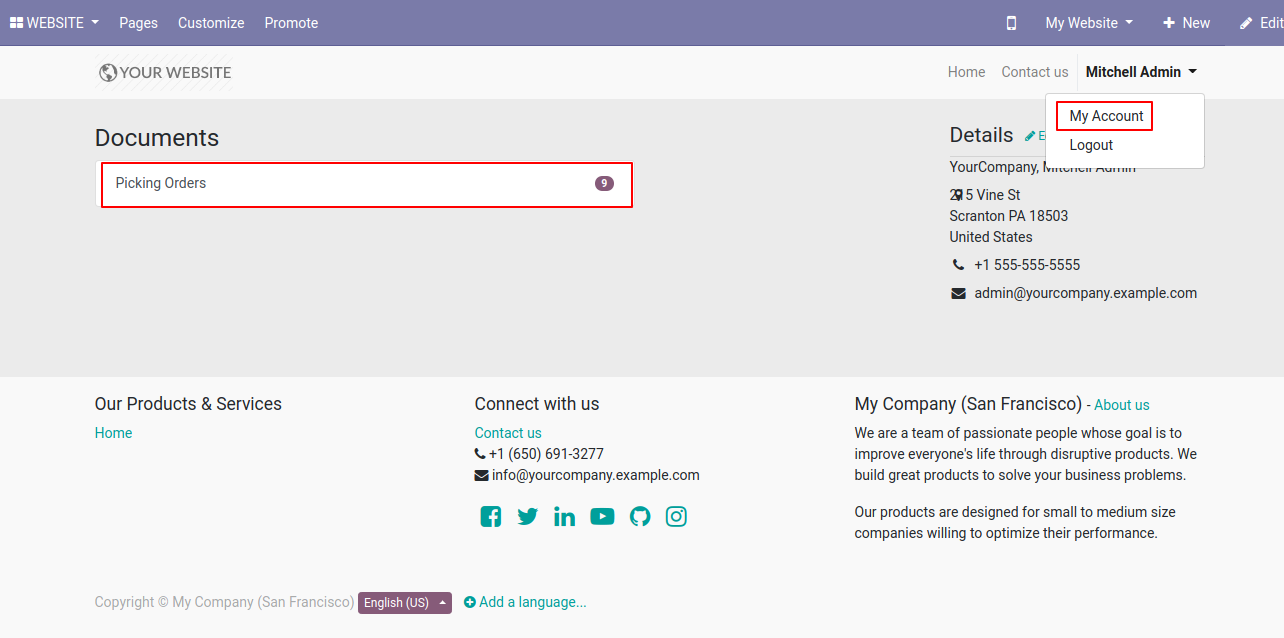 WEBSITE Pages Customize Promote My Website New Edit
YOUR WEBSITE Home Contact us Mitchell Admin
My Account
Logout
Documents
Picking Orders 9
Details
YourCompany, Mitchell Admin
215 Vine St
Scranton PA 18503
United States
+1 555-555-5555
admin@yourcompany.example.com
Our Products & Services
Home
Connect with us
Contact us
+1 (650) 691-3277
info@yourcompany.example.com
My Company (San Francisco) - About us
We are a team of passionate people whose goal is to
improve everyone's life through disruptive products. We
build great products to solve your business problems.
Our products are designed for small to medium size
companies willing to optimize their performance.
Copyright © My Company (San Francisco) English (US) Add a language...